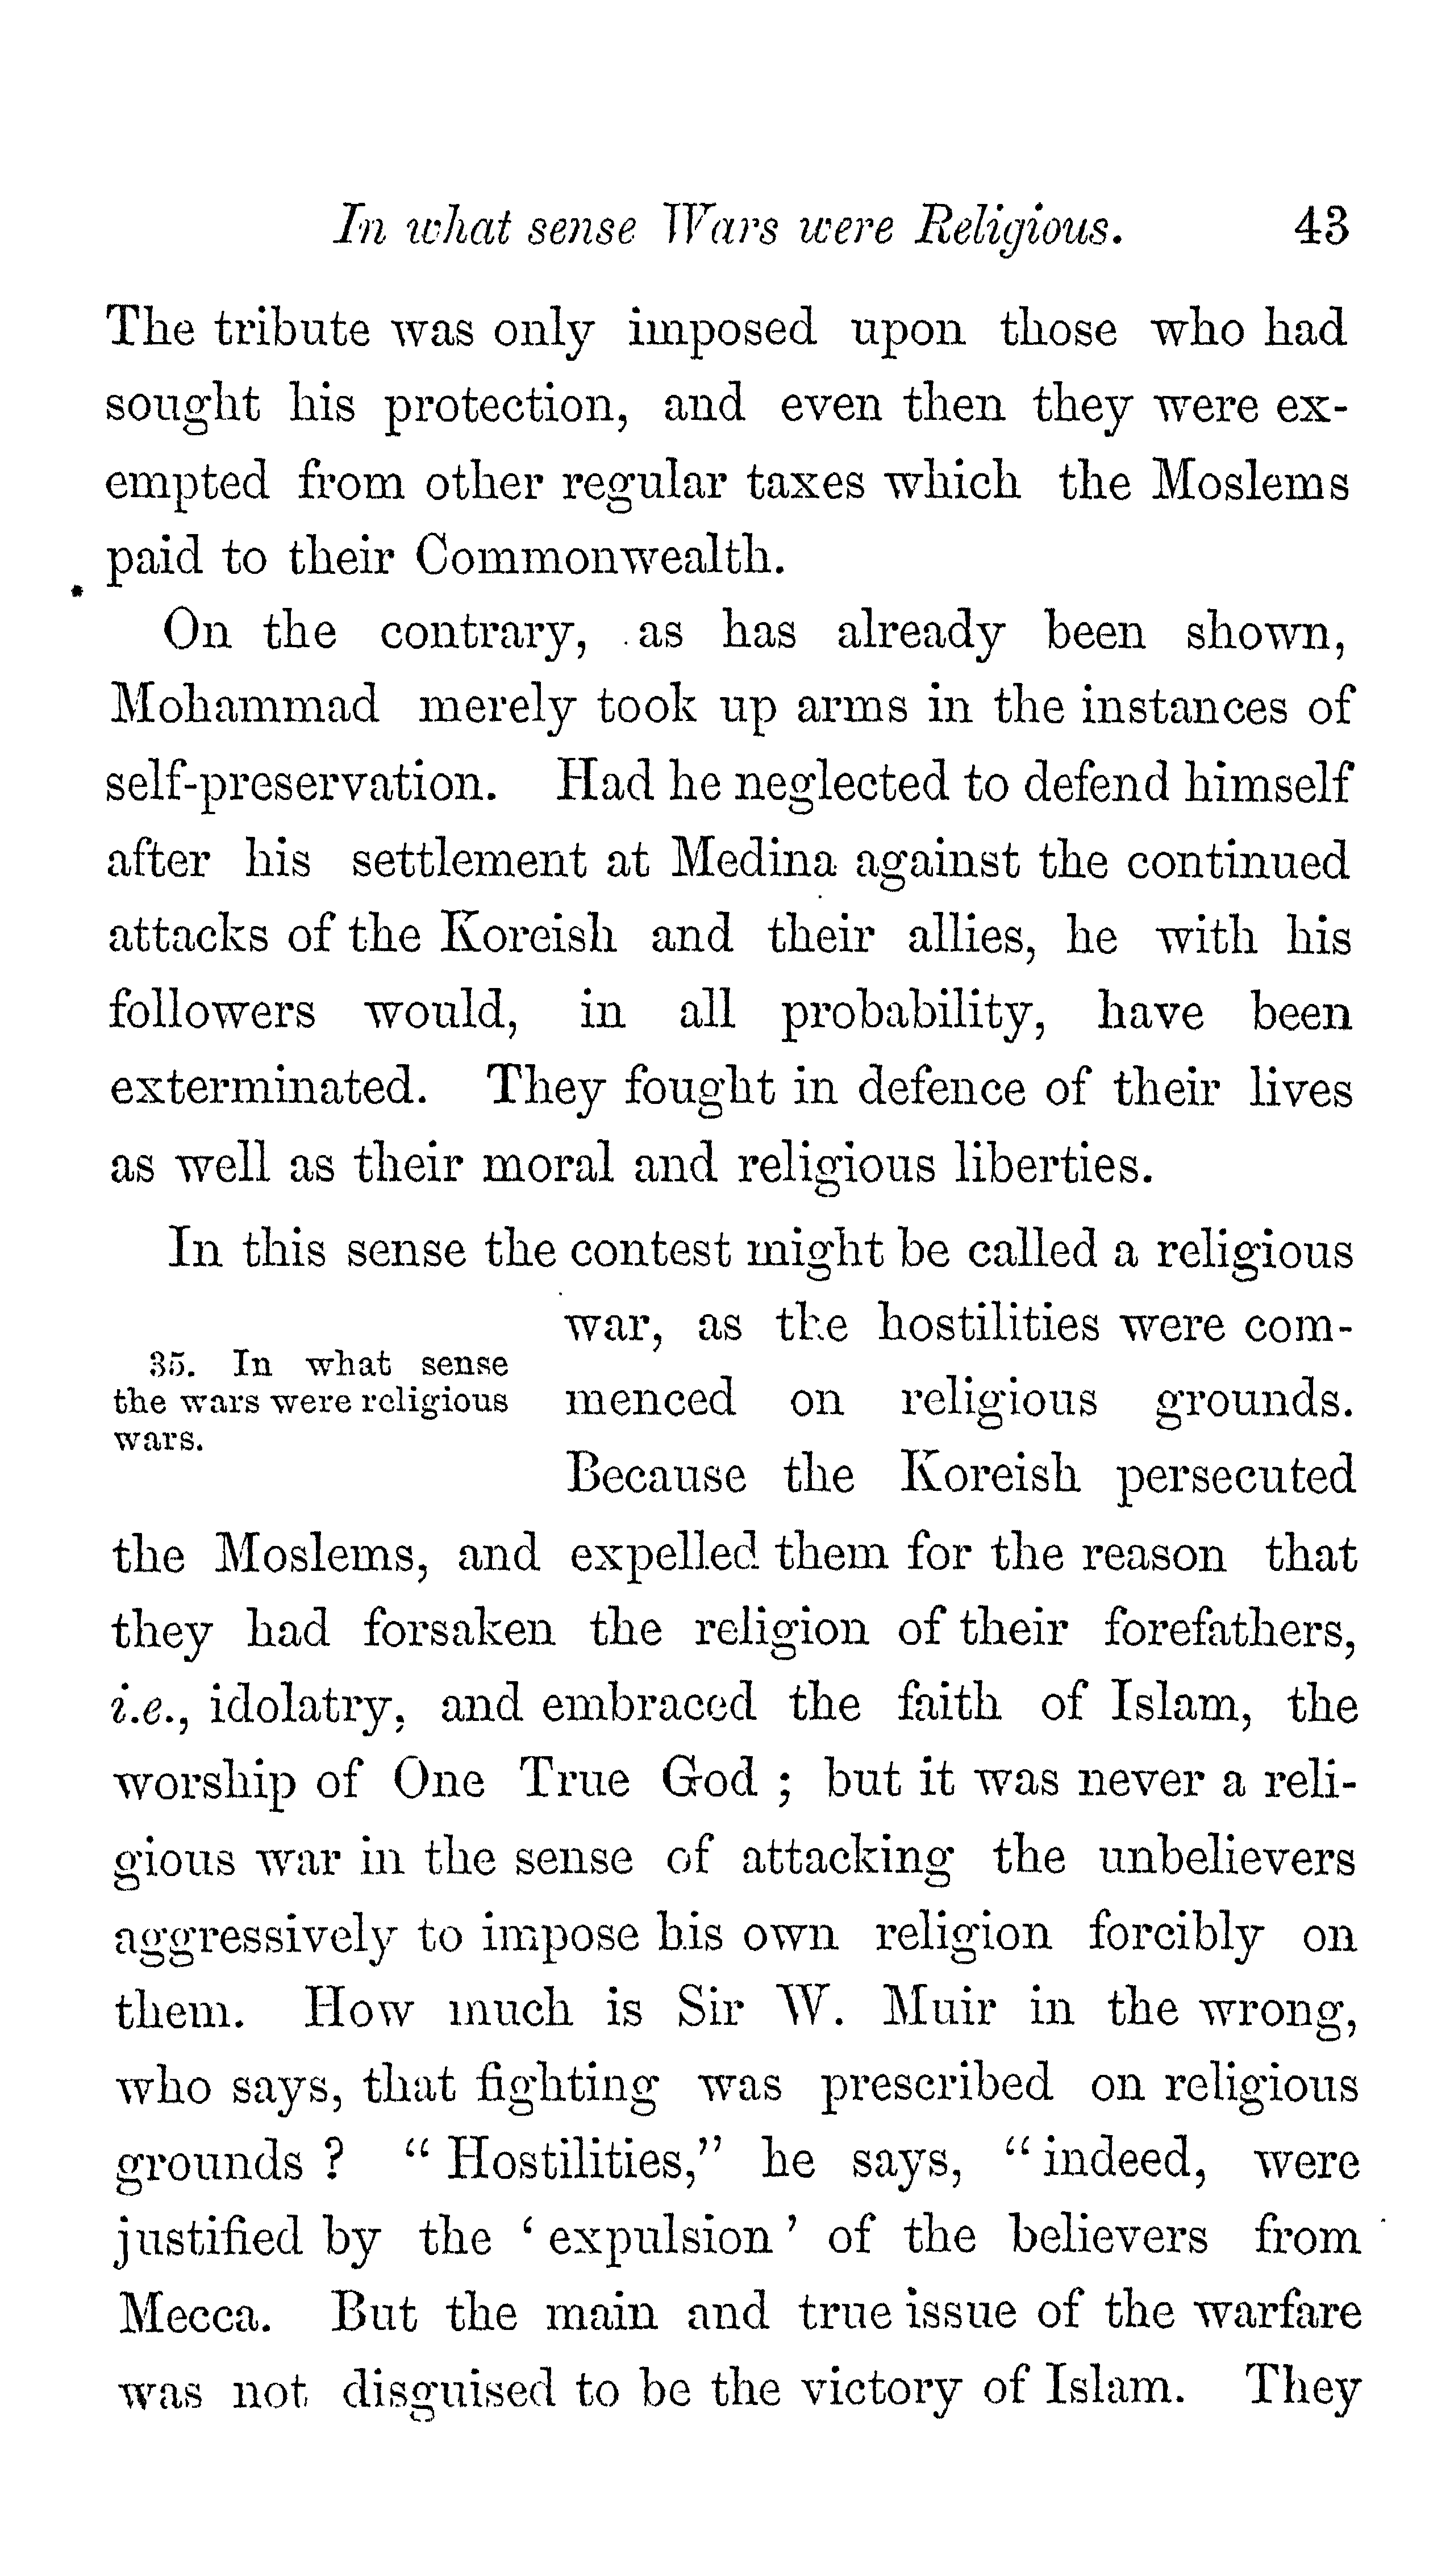 In what sense Wars were Religious. 43
The tribute was only imposed upon those who had
sought his protection, and even then they were ex-
empted from other regular taxes which the Moslems
paid to their Commonwealth.
On the contrary, as has already been shown,
Mohammad merely took up arms in the instances of
self-preservation. Had he neglected to defend himself
after his settlement at Medina against the continued
attacks of the Koreish and their allies, he with his
followers would, in all probability, have been
exterminated. They fought in defence of their lives
as well as their moral and religious liberties.
In this sense the contest might be called a religious
35. In what sense
the wars were religious
wars.
war, as the hostilities were com-
menced on religious grounds.
Because the Koreish persecuted
the Moslems, and expelled them for the reason that
they had forsaken the religion of their forefathers,
i.e., idolatry, and embraced the faith of Islam, the
worship of One True God ; but it was never a reli-
gious war in the sense of attacking the unbelievers
aggressively to impose his own religion forcibly on
them. How much is Sir W. Muir in the wrong,
who says, that fighting was prescribed on religious
grounds ? “ Hostilities,” he says, “ indeed, were
justified by the ‘ expulsion ’ of the believers from
Mecca. But the main and true issue of the warfare
was not disguised to be the victory of Islam. They